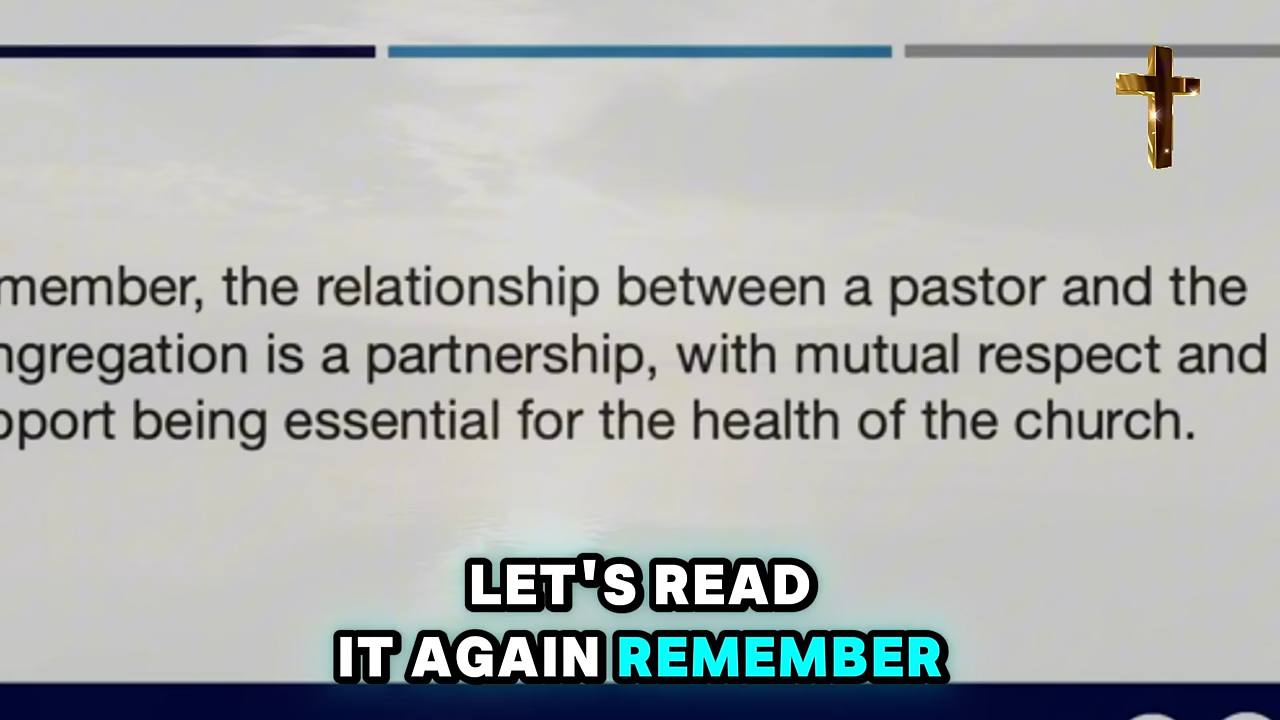 member, the relationship between a pastor and the
ngregation is a partnership, with mutual respect and
pport being essential for the health of the church.
LET'S READ
IT AGAIN REMEMBER